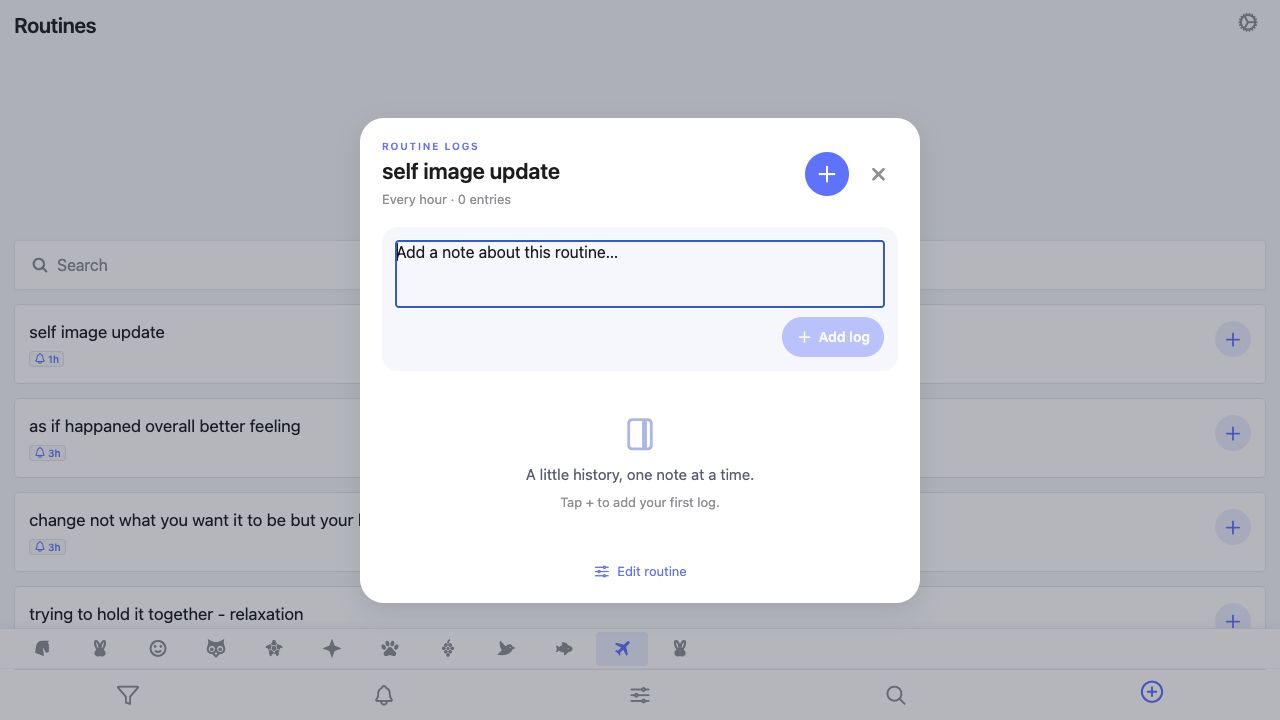 Routines
ROUTINE LOGS
self image update
Every hour · 0 entries
Add a note about this routine...
Add log
A little history, one note at a time.
Tap + to add your first log.
Edit routine
Search
self image update
1h
as if happaned overall better feeling
3h
change not what you want it to be but your
3h
trying to hold it together - relaxation